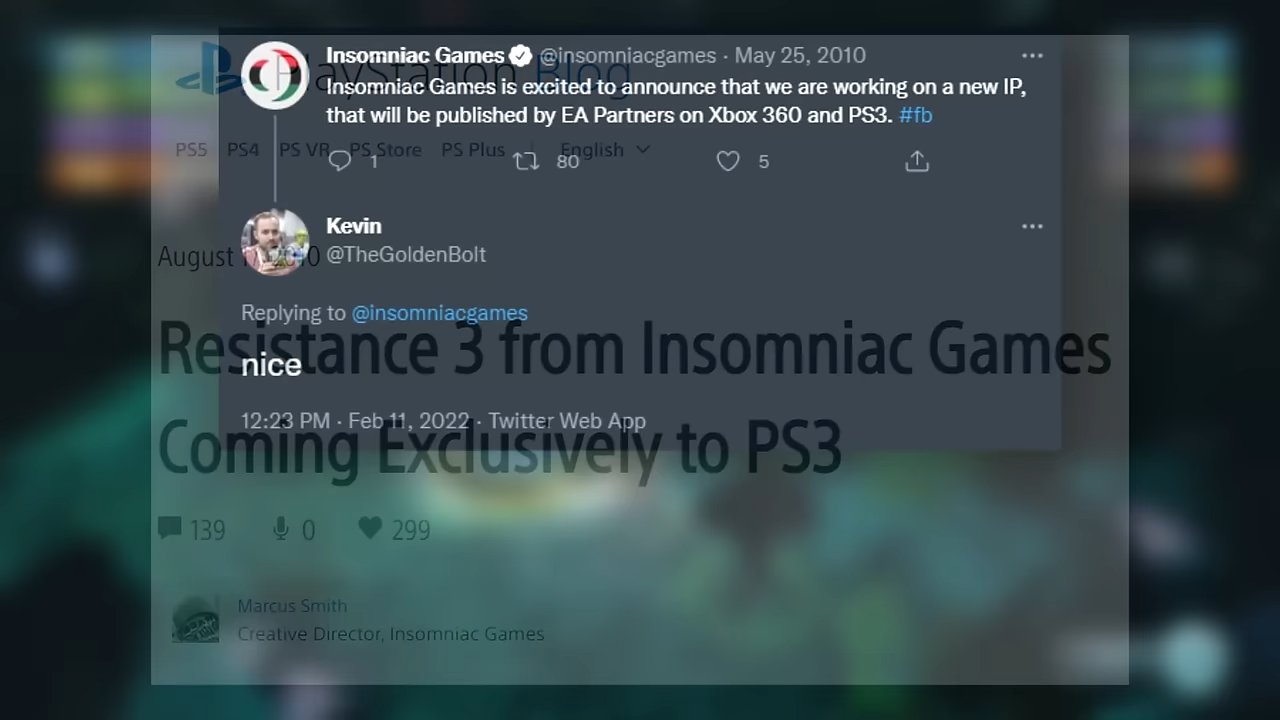 Insomniac Games @insomniacgames · May 25, 2010
Insomniac Games is excited to announce that we are working on a new IP,
that will be published by EA Partners on Xbox 360 and PS3. #fb
1 80 5
Kevin
@TheGoldenBolt
Replying to @insomniacgames
nice
12:23 PM · Feb 11, 2022 · Twitter Web App
PlayStation Blog
PS5 PS4 PS VR PS Store PS Plus English
August 2010
Resistance 3 from Insomniac Games
Coming Exclusively to PS3
139 0 299
Marcus Smith
Creative Director, Insomniac Games